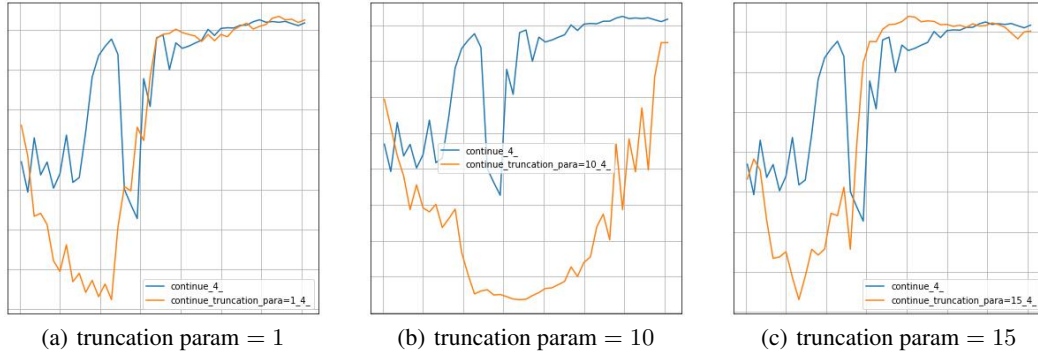 continue_4_
continue_truncation_para=1_4_
continue_4_
continue_truncation_para=10_4_
continue_4_
continue_truncation_para=15_4_
(a) truncation param = 1
(b) truncation param = 10
(c) truncation param = 15